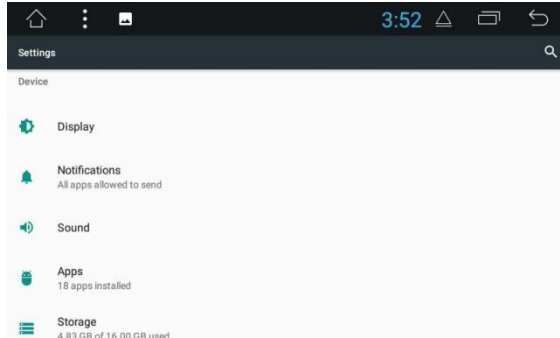 3:52
Settings
Device
Display
Notifications
All apps allowed to send
Sound
Apps
18 apps installed
Storage
4.83 GB of 16.00 GB used